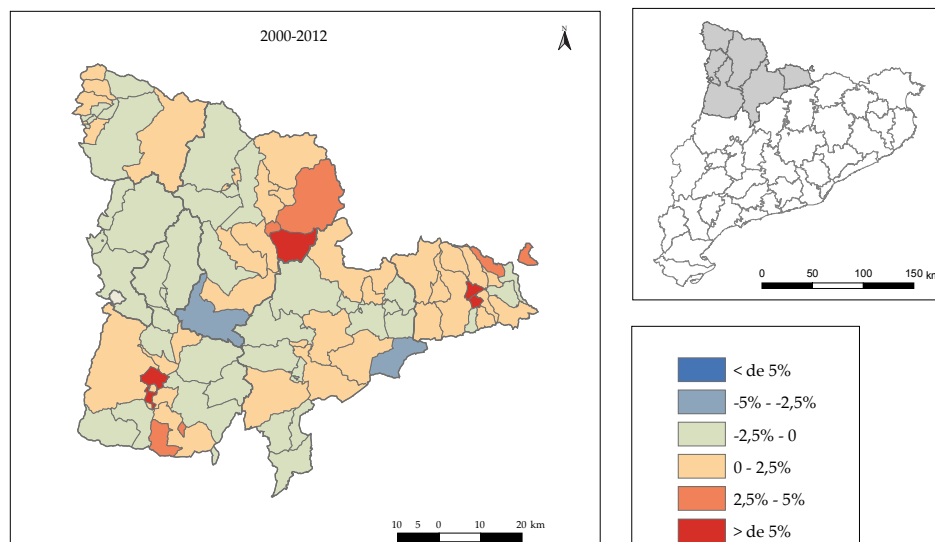 2000-2012
N
10 5 0 10 20 km
0 50 100 150 km
< de 5%
-5% - -2,5%
-2,5% - 0
0 - 2,5%
2,5% - 5%
> de 5%